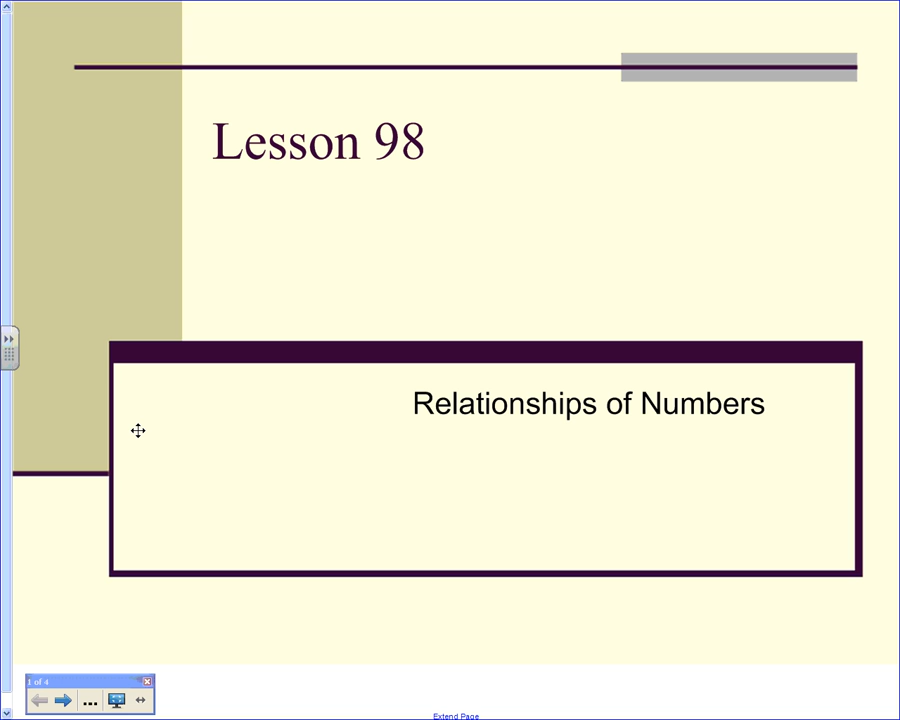 Lesson 98
Relationships of Numbers
1 of 4
...
Extend Page